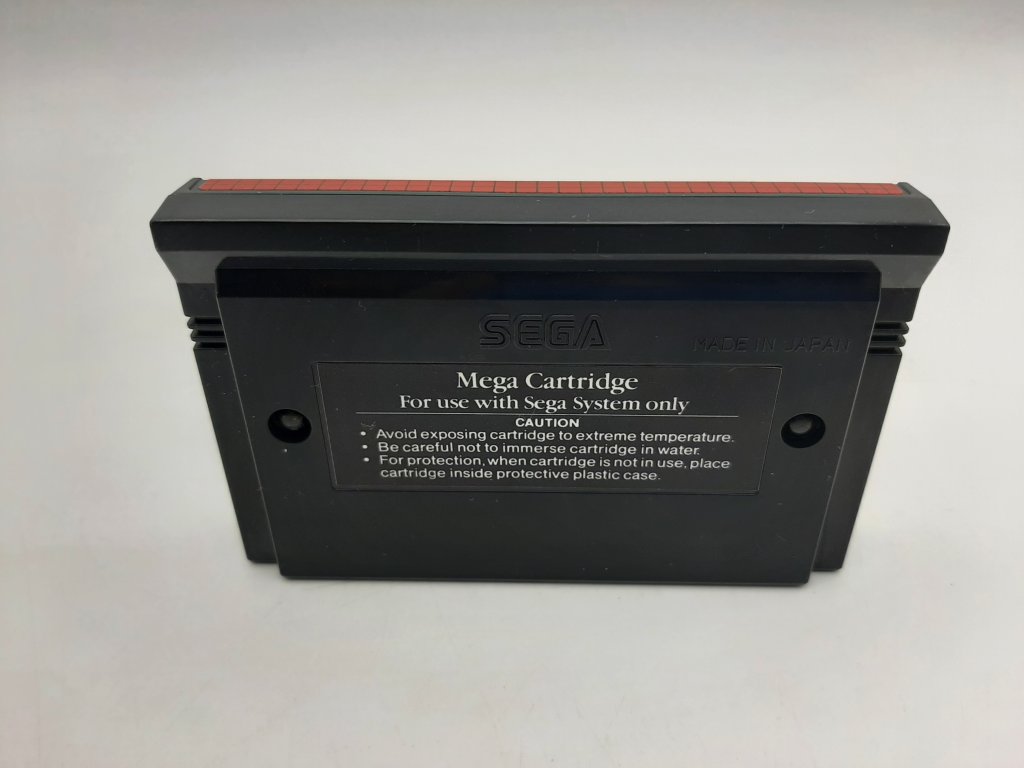 SEGA
MADE IN JAPAN
Mega Cartridge
For use with Sega System only
CAUTION
• Avoid exposing cartridge to extreme temperature.
• Be careful not to immerse cartridge in water.
• For protection, when cartridge is not in use, place
cartridge inside protective plastic case.